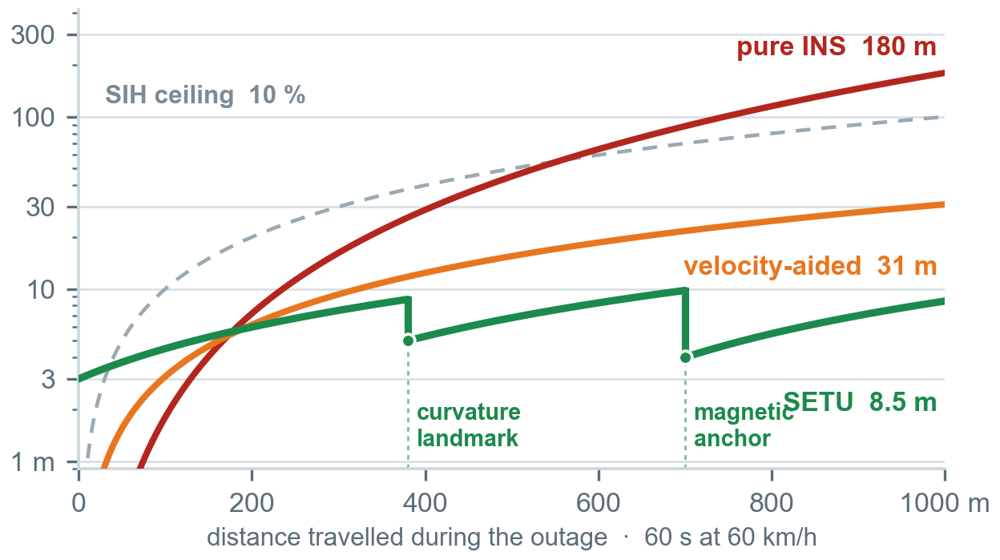 300
pure INS  180 m
SIH ceiling  10 %
100
30
velocity-aided  31 m
10
3
SETU  8.5 m
curvature
landmark
magnetic
anchor
1 m
0
200
400
600
800
1000 m
distance travelled during the outage  ·  60 s at 60 km/h